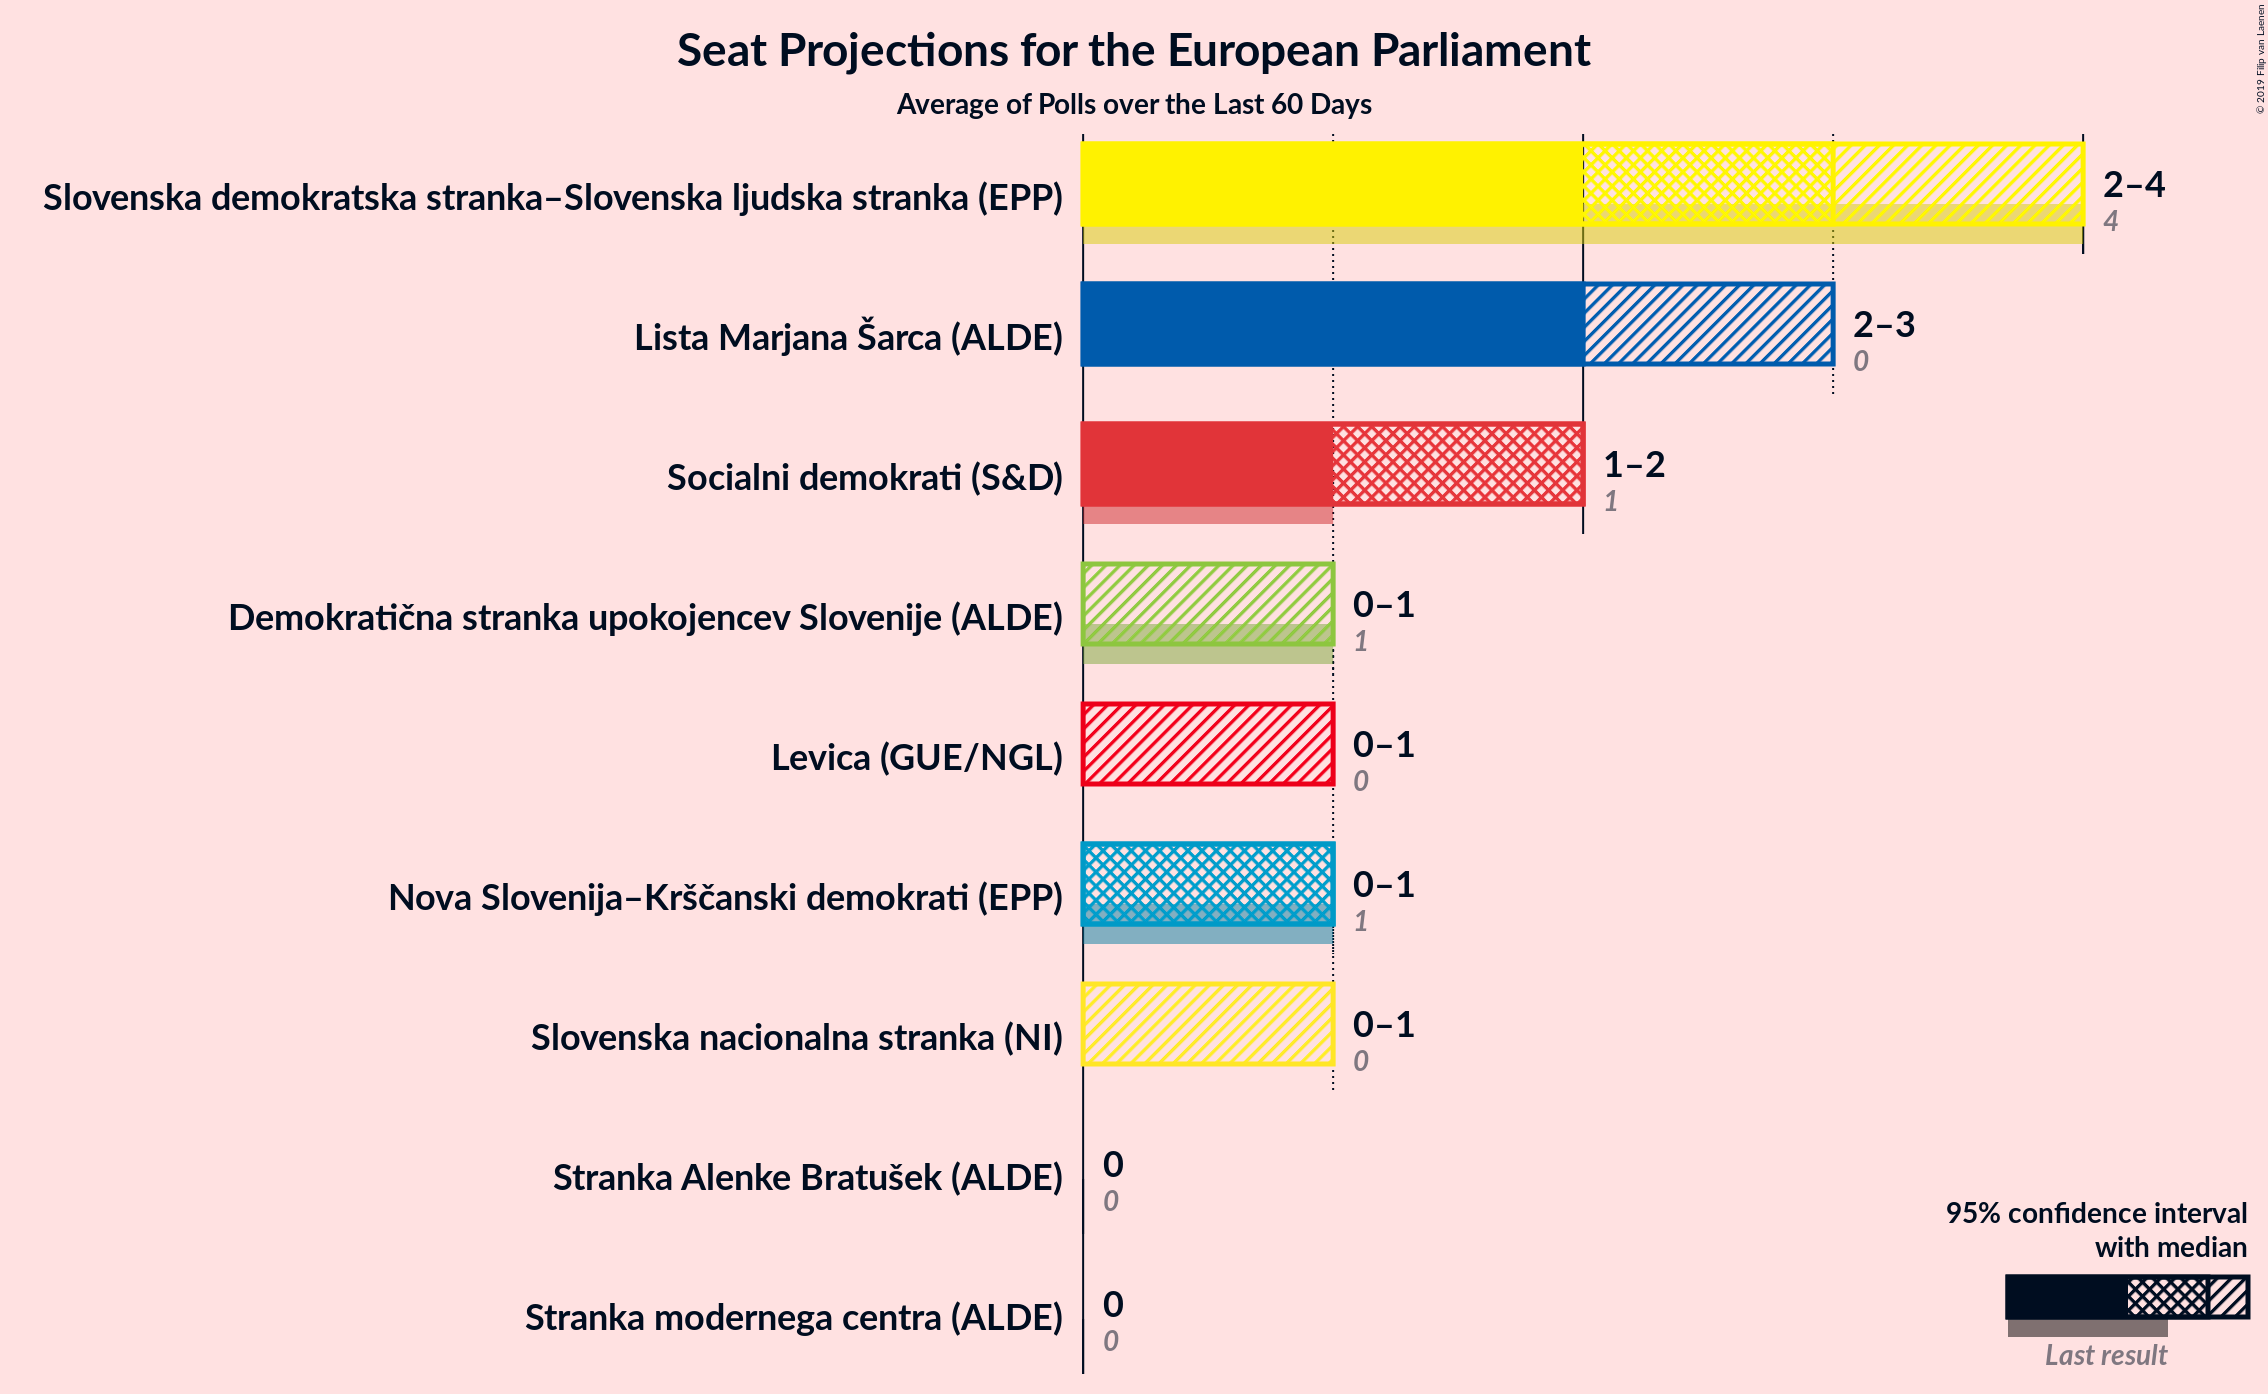 Seat Projections for the European Parliament
Average of Polls over the Last 60 Days
© 2019 Filip van Laenen
Slovenska demokratska stranka–Slovenska ljudska stranka (EPP)
2–4
4
Lista Marjana Šarca (ALDE)
2–3
0
Socialni demokrati (S&D)
1–2
1
Demokratična stranka upokojencev Slovenije (ALDE)
0–1
1
Levica (GUE/NGL)
0–1
0
Nova Slovenija–Krščanski demokrati (EPP)
0–1
1
Slovenska nacionalna stranka (NI)
0–1
0
Stranka Alenke Bratušek (ALDE)
0
0
Stranka modernega centra (ALDE)
0
0
95% confidence interval
with median
Last result